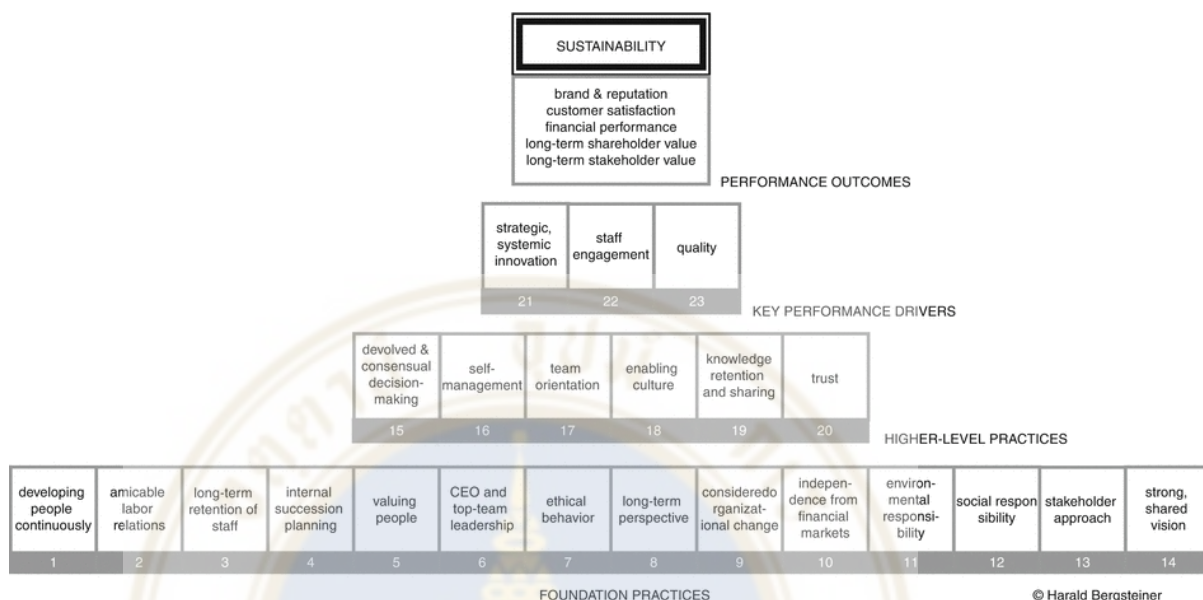 SUSTAINABILITY
brand & reputation
customer satisfaction
financial performance
long-term shareholder value
long-term stakeholder value
PERFORMANCE OUTCOMES
strategic,
systemic
innovation
21
staff
engagement
22
quality
23
KEY PERFORMANCE DRIVERS
devolved &
consensual
decision-
making
15
self-
management
16
team
orientation
17
enabling
culture
18
knowledge
retention
and sharing
19
trust
20
HIGHER-LEVEL PRACTICES
developing
people
continuously
1
amicable
labor
relations
2
long-term
retention of
staff
3
internal
succession
planning
4
valuing
people
5
CEO and
top-team
leadership
6
ethical
behavior
7
long-term
perspective
8
consideredo
rganizat-
ional change
9
indepen-
dence from
financial
markets
10
environ-
mental
responsi-
bility
11
social respon
sibility
12
stakeholder
approach
13
strong,
shared
vision
14
FOUNDATION PRACTICES
© Harald Bergsteiner